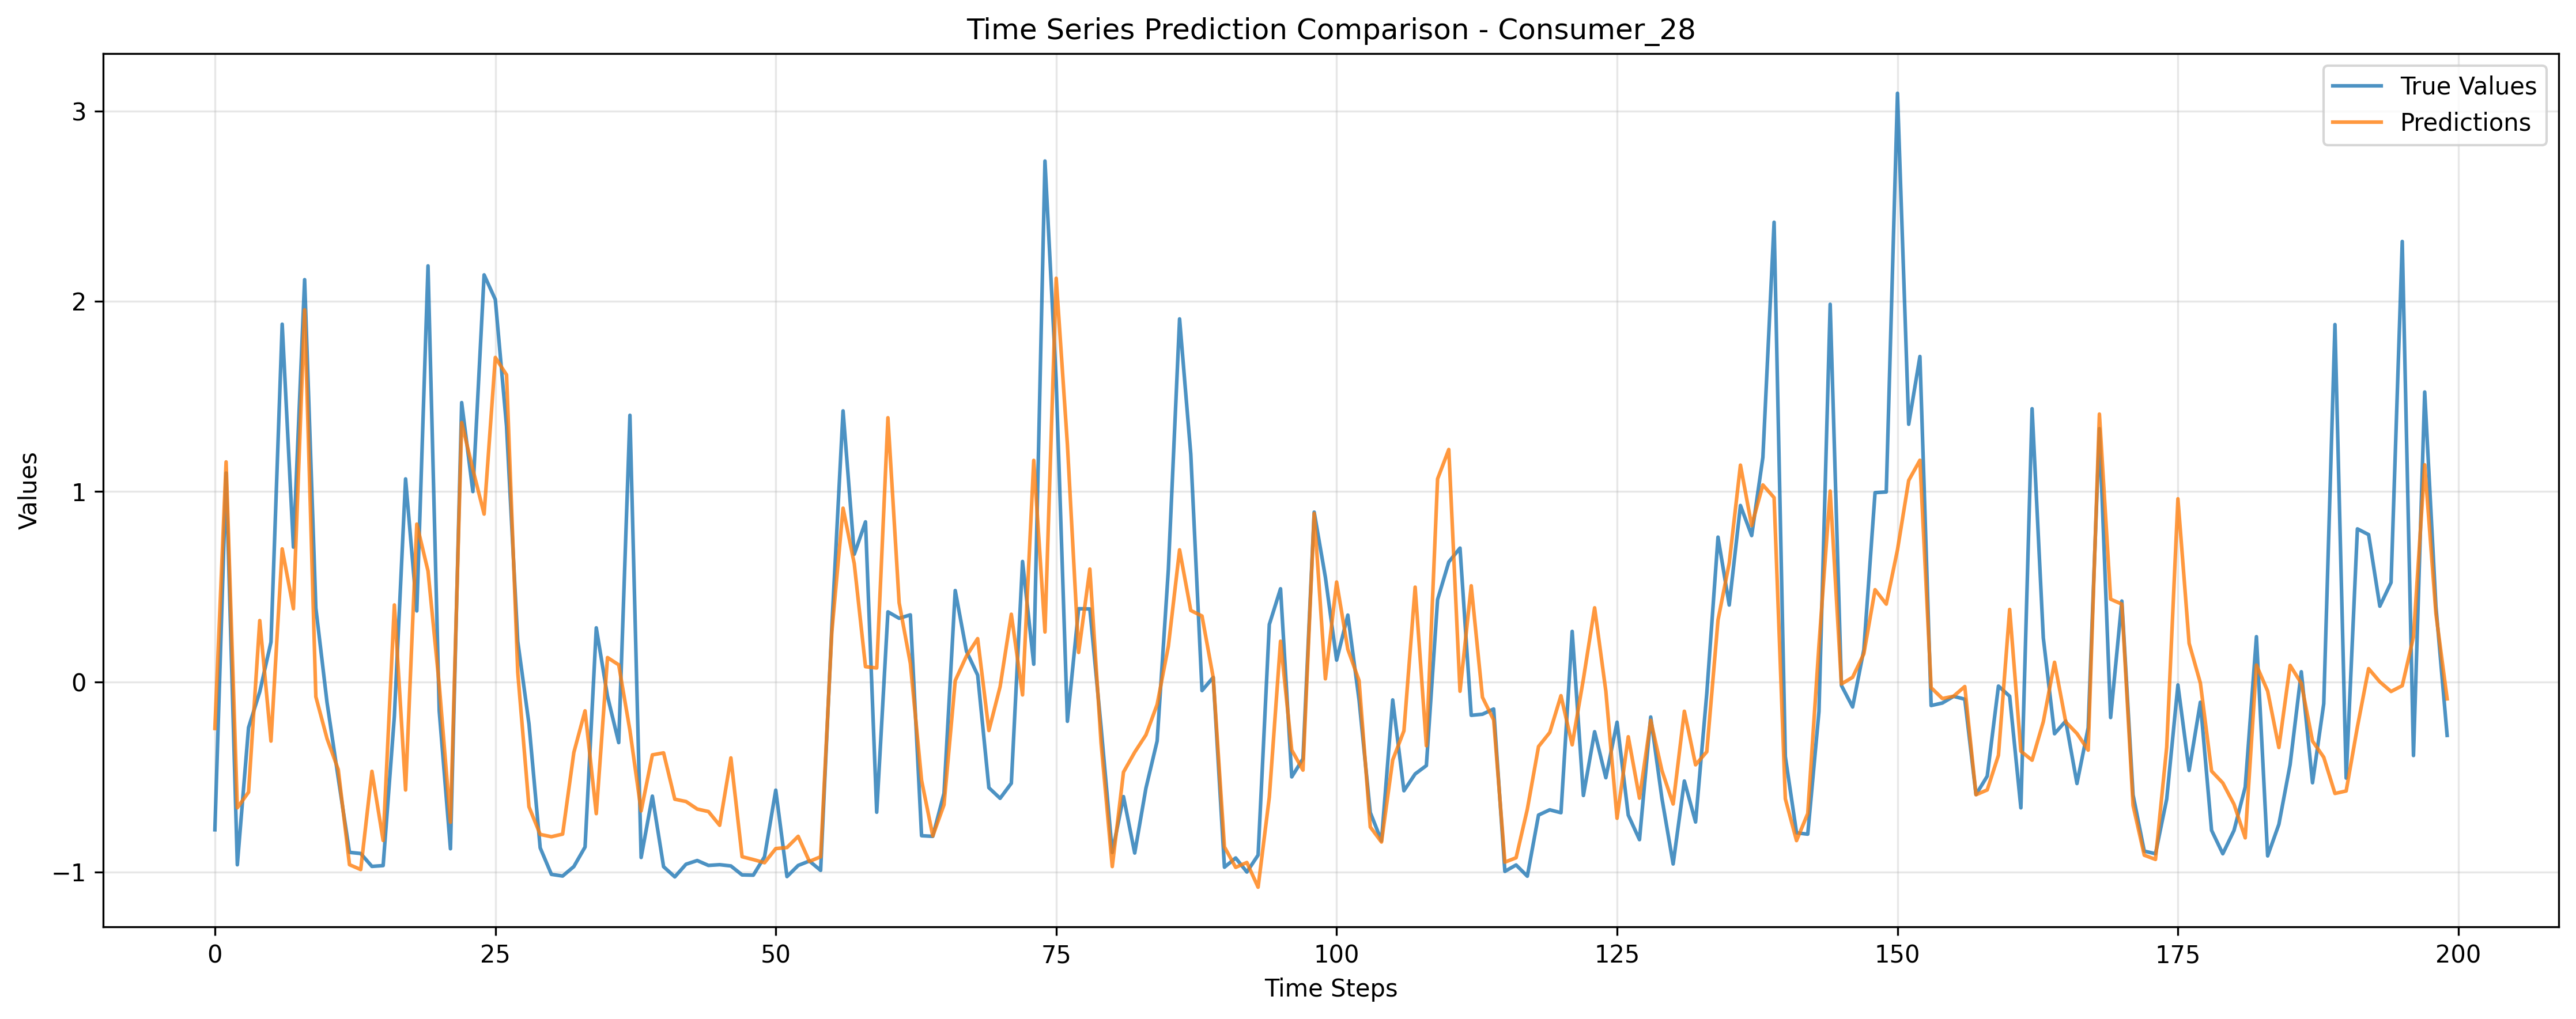 Time Series Prediction Comparison - Consumer_28
True Values
Predictions
Values
3
2
1
0
−1
0 25 50 75 100 125 150 175 200
Time Steps